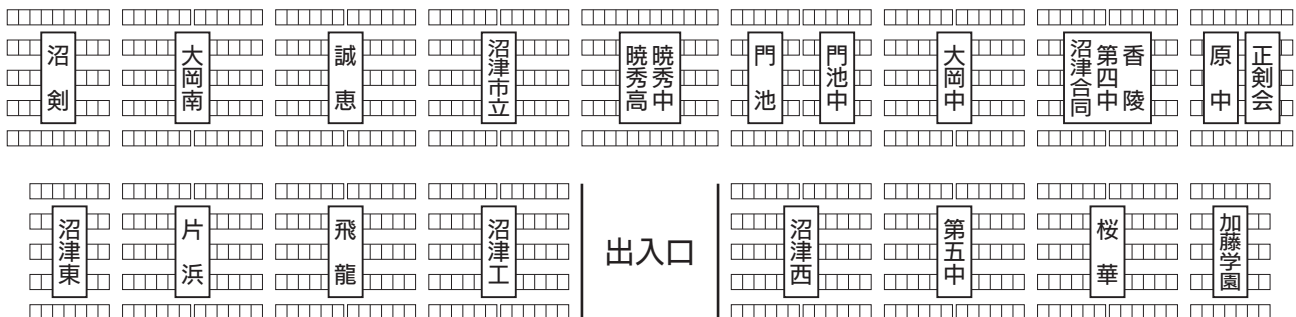 沼剣
大岡南
誠恵
沼津市立
暁秀高
暁秀中
門池
門池中
大岡中
沼津合同
第四中
香陵
原中
正剣会
沼津東
片浜
飛龍
沼津工
出入口
沼津西
第五中
桜華
加藤学園